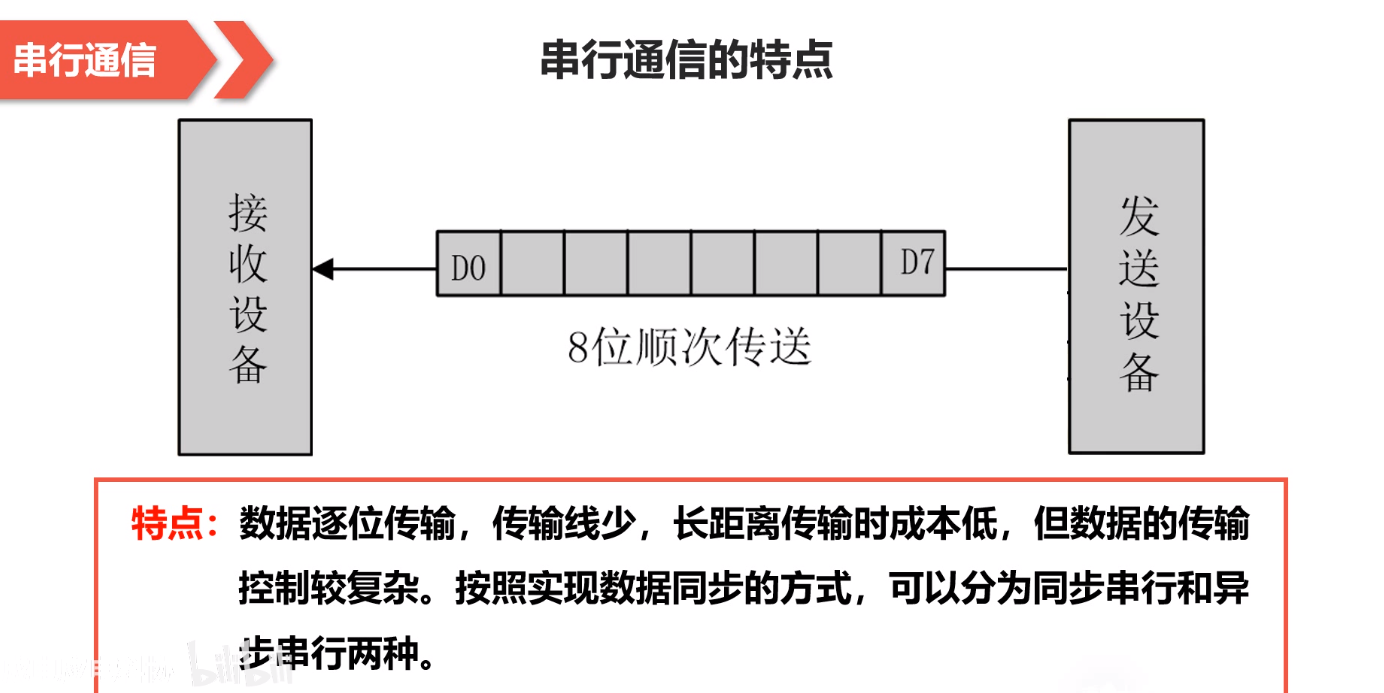 串行通信
串行通信的特点
接收设备
D0
D7
发送设备
8位顺次传送
特点：数据逐位传输，传输线少，长距离传输时成本低，但数据的传输
控制较复杂。按照实现数据同步的方式，可以分为同步串行和异
步串行两种。
bilibili